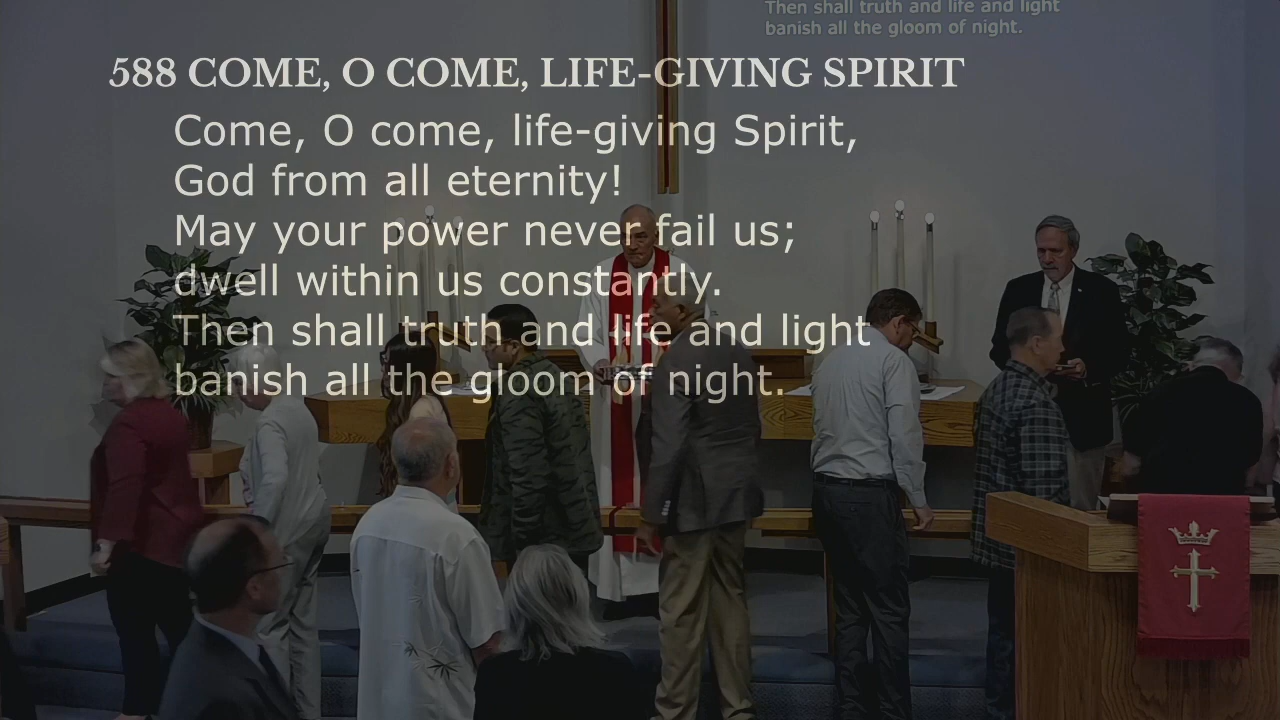 Then shall truth and life and light
banish all the gloom of night.
588 COME, O COME, LIFE-GIVING SPIRIT
Come, O come, life-giving Spirit,
God from all eternity!
May your power never fail us;
dwell within us constantly.
Then shall truth and life and light
banish all the gloom of night.